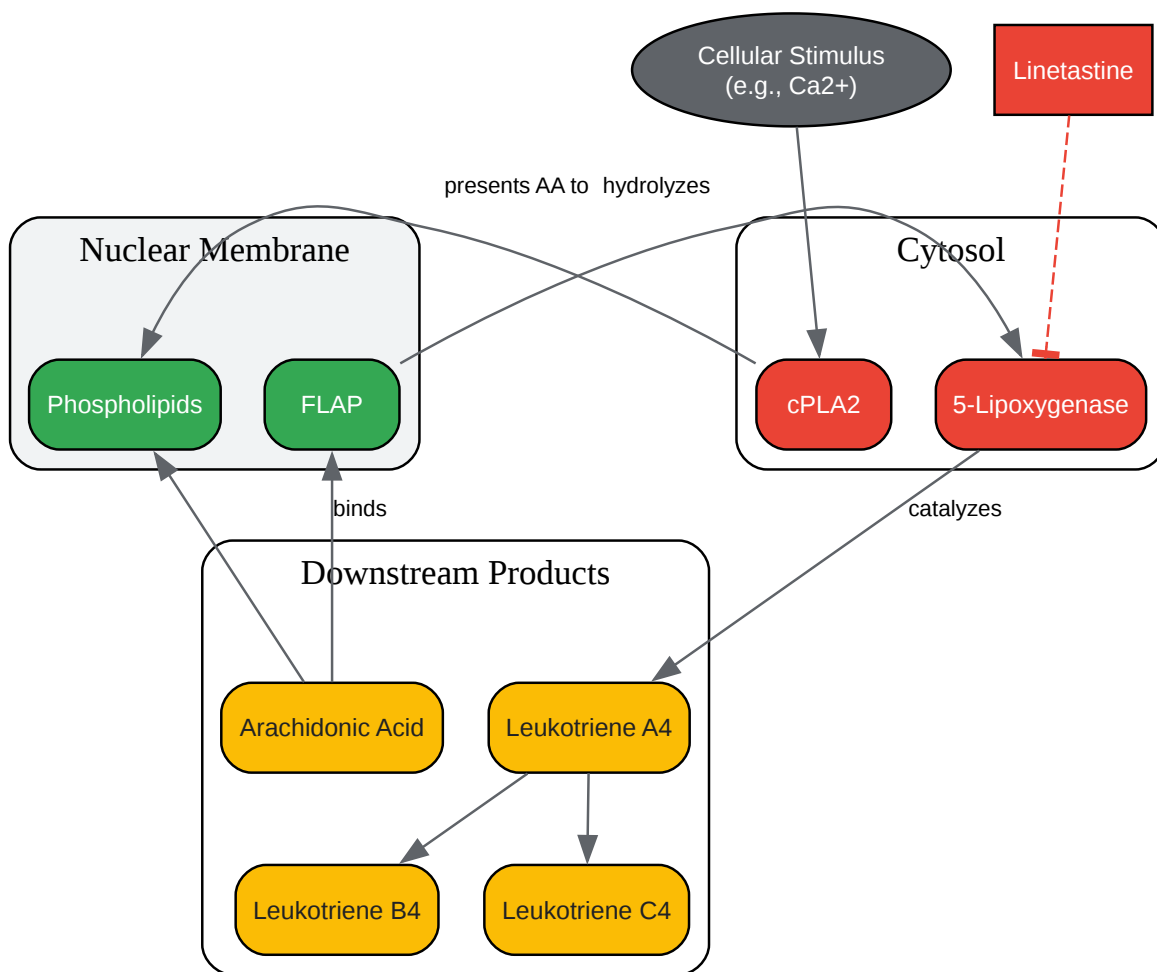 Cellular Stimulus
(e.g., Ca2+)
Linetastine
presents AA to
hydrolyzes
Nuclear Membrane
Cytosol
Phospholipids
FLAP
cPLA2
5-Lipoxygenase
binds
catalyzes
Downstream Products
Arachidonic Acid
Leukotriene A4
Leukotriene B4
Leukotriene C4